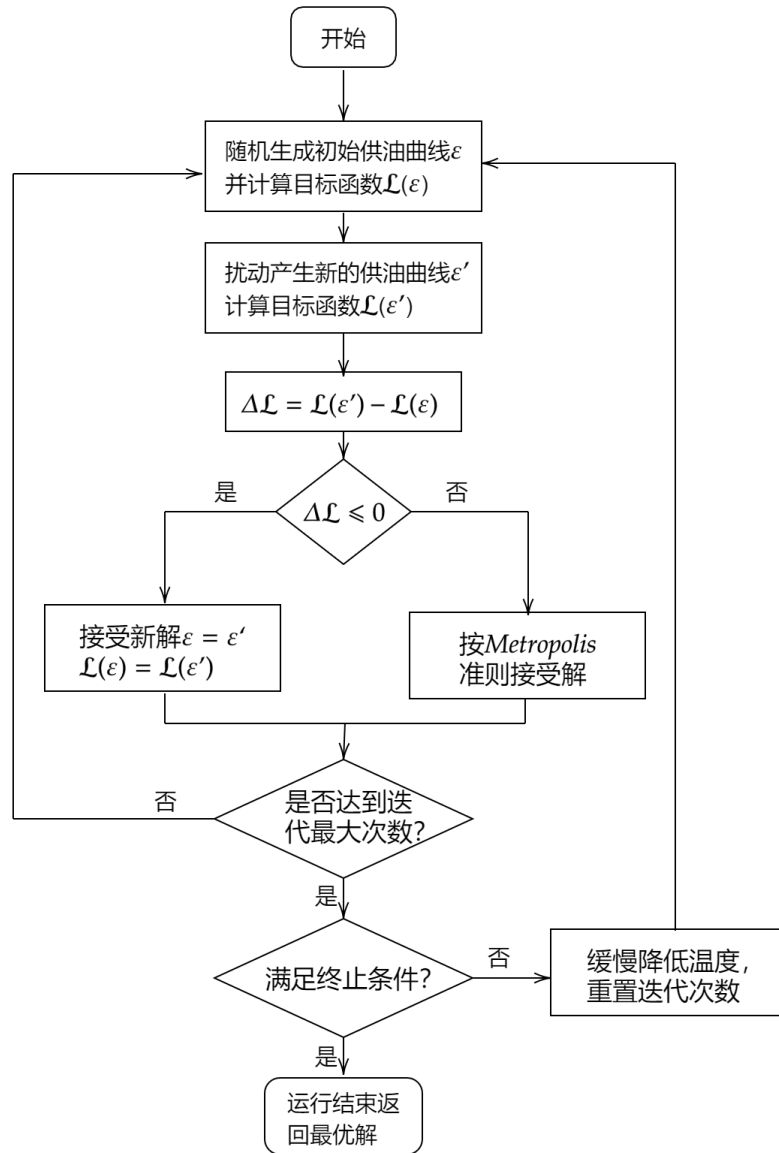 开始
随机生成初始供油曲线ε
并计算目标函数𝕷(ε)
扰动产生新的供油曲线ε'
计算目标函数𝕷(ε')
Δ𝕷 = 𝕷(ε') − 𝕷(ε)
是
否
Δ𝕷 ⩽ 0
接受新解ε = ε‘
𝕷(ε) = 𝕷(ε')
按Metropolis
准则接受解
否
是否达到迭
代最大次数?
是
满足终止条件?
否
缓慢降低温度，
重置迭代次数
是
运行结束返
回最优解